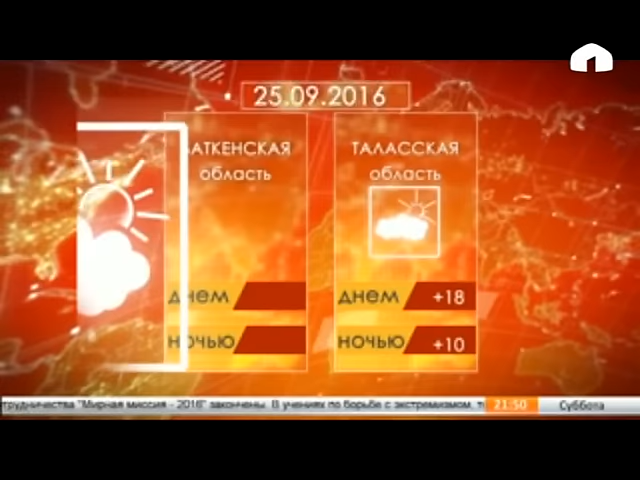 25.09.2016
АТКЕНСКАЯ
область
днем
ночью
ТАЛАССКАЯ
область
днем +18
ночью +10
трудничества "Мирная миссия - 2016" закончены. В учениях по борьбе с экстремизмом, т
23:50 Суббота